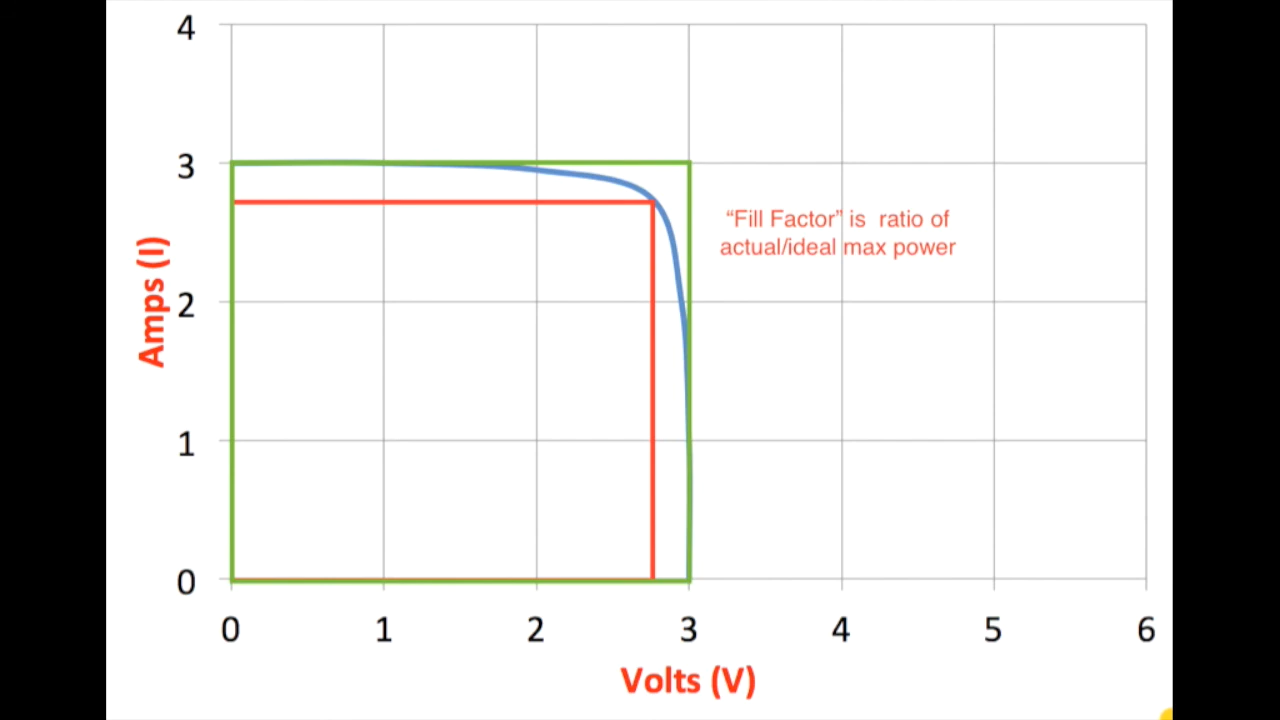 4
3
2
1
0
Amps (I)
“Fill Factor” is  ratio of
actual/ideal max power
0 1 2 3 4 5 6
Volts (V)